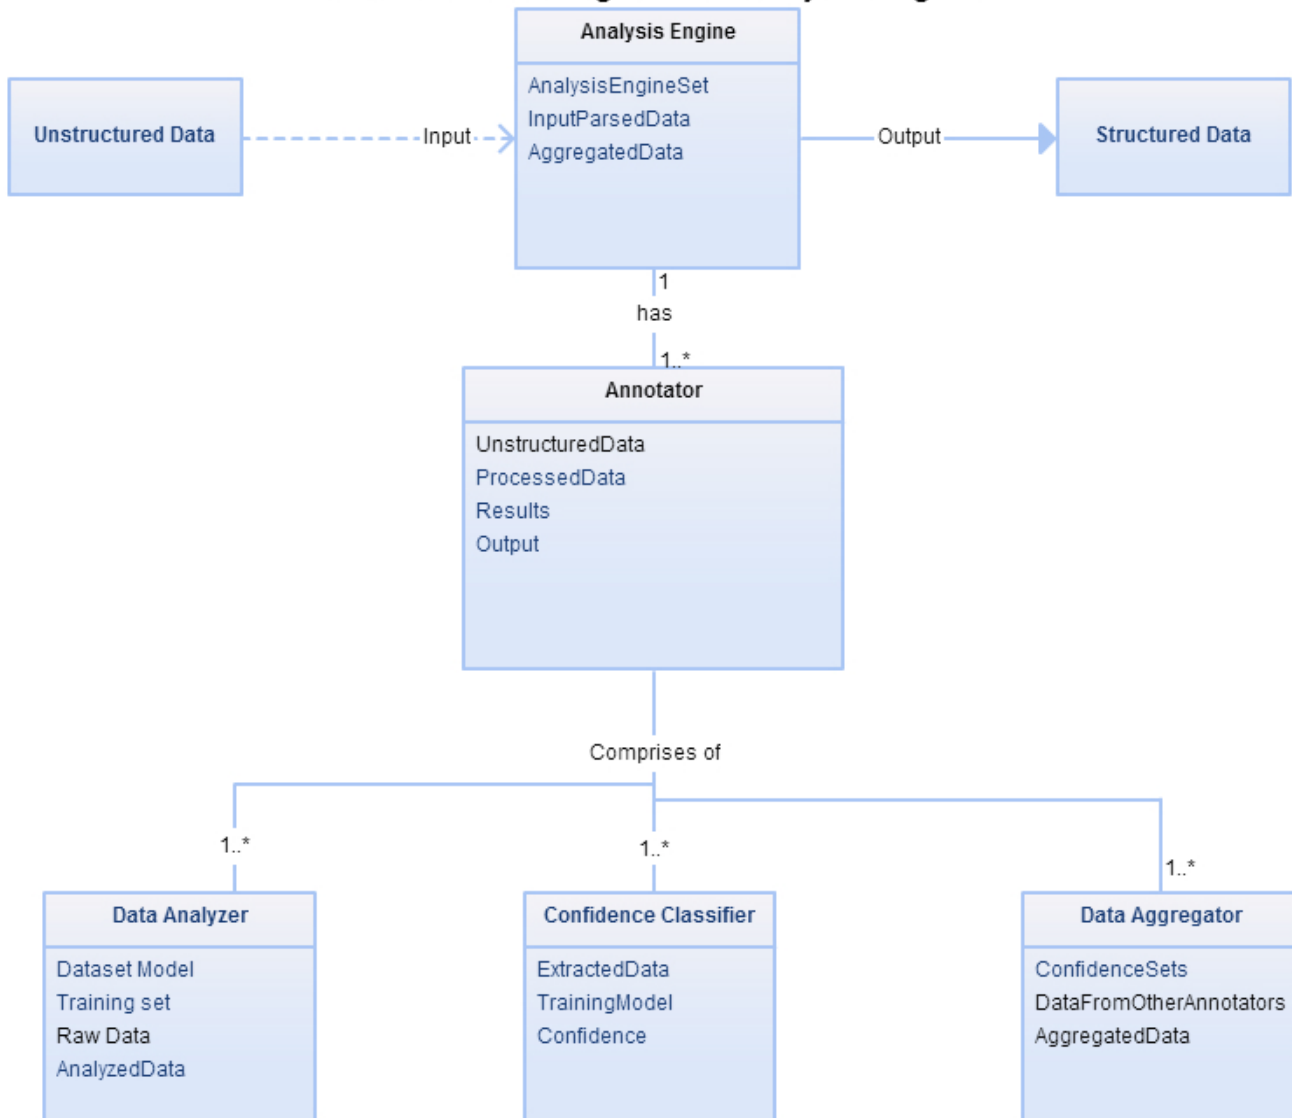 Analysis Engine
AnalysisEngineSet
InputParsedData
AggregatedData
Unstructured Data
Input
Output
Structured Data
1
has
1..*
Annotator
UnstructuredData
ProcessedData
Results
Output
Comprises of
1..*
1..*
1..*
Data Analyzer
Dataset Model
Training set
Raw Data
AnalyzedData
Confidence Classifier
ExtractedData
TrainingModel
Confidence
Data Aggregator
ConfidenceSets
DataFromOtherAnnotators
AggregatedData